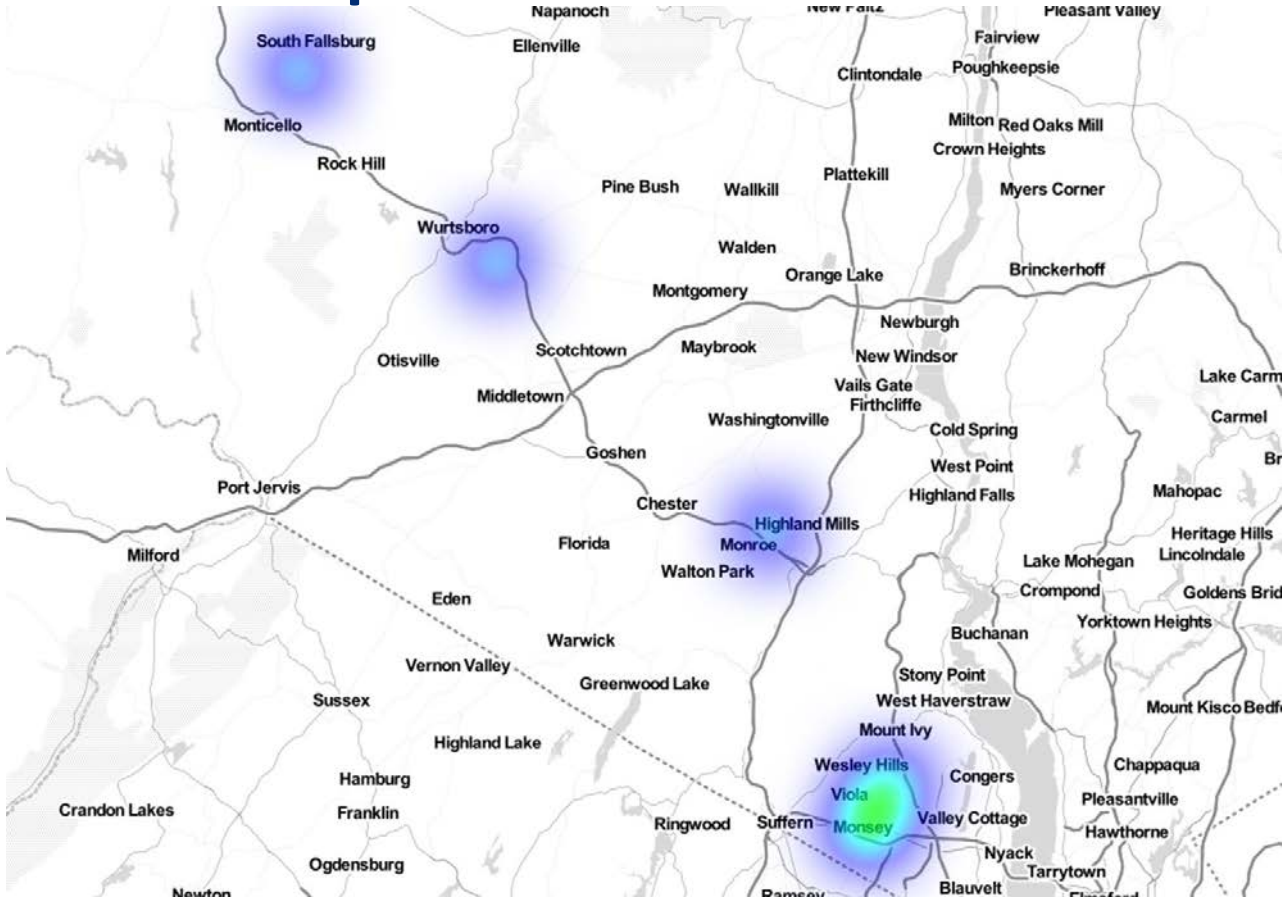 Napanoch
New Paltz
Pleasant Valley
South Fallsburg
Ellenville
Fairview
Poughkeepsie
Clintondale
Monticello
Milton
Red Oaks Mill
Crown Heights
Rock Hill
Plattekill
Pine Bush
Wallkill
Myers Corner
Wurtsboro
Walden
Orange Lake
Brinckerhoff
Montgomery
Newburgh
Scotchtown
Maybrook
Otisville
New Windsor
Lake Carm
Vails Gate
Middletown
Firthcliffe
Washingtonville
Carmel
Cold Spring
Goshen
Br
West Point
Port Jervis
Highland Falls
Mahopac
Chester
Highland Mills
Heritage Hills
Florida
Monroe
Milford
Lincolndale
Lake Mohegan
Walton Park
Crompond
Goldens Brid
Eden
Yorktown Heights
Buchanan
Warwick
Vernon Valley
Stony Point
Greenwood Lake
Sussex
West Haverstraw
Mount Kisco
Bedfo
Mount Ivy
Highland Lake
Wesley Hills
Chappaqua
Congers
Hamburg
Viola
Pleasantville
Crandon Lakes
Franklin
Valley Cottage
Suffern
Monsey
Ringwood
Hawthorne
Nyack
Ogdensburg
Tarrytown
Blauvelt
Newton
Ramsey
Elmsford